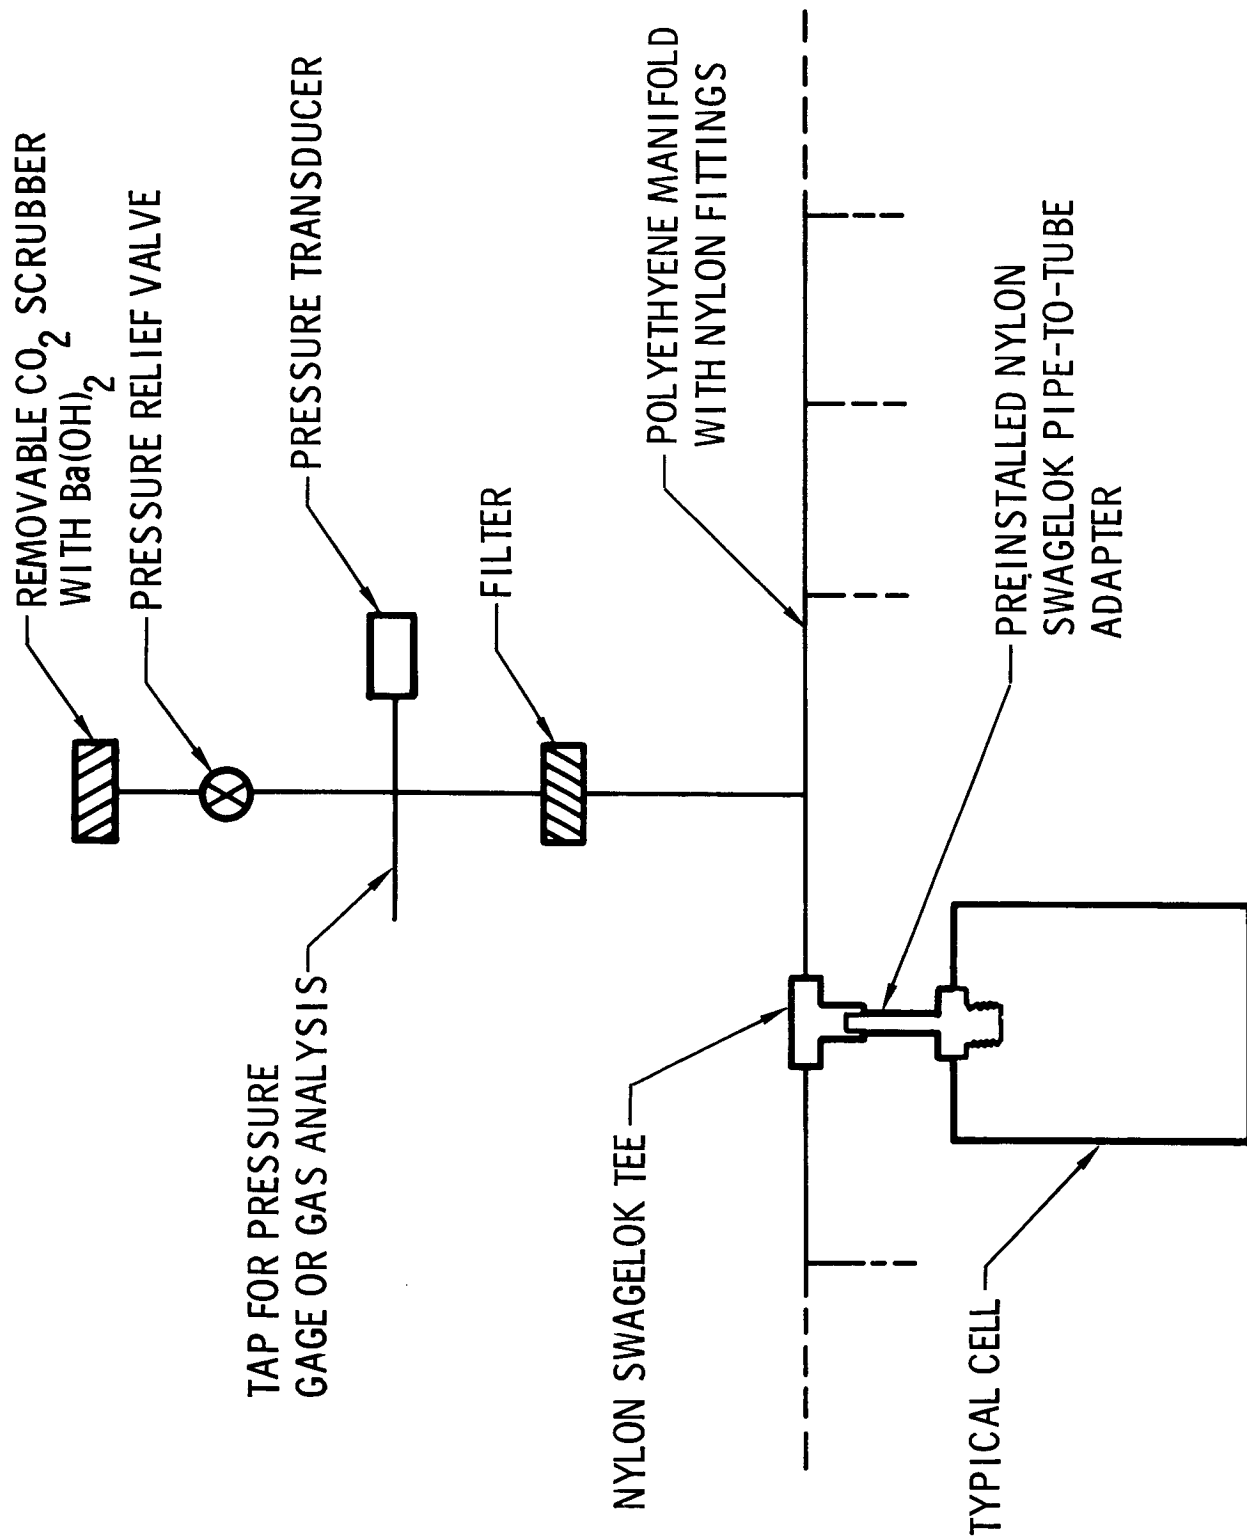 REMOVABLE CO2 SCRUBBER
WITH Ba(OH)2
PRESSURE RELIEF VALVE
PRESSURE TRANSDUCER
TAP FOR PRESSURE
GAGE OR GAS ANALYSIS
FILTER
POLYETHYENE MANIFOLD
WITH NYLON FITTINGS
NYLON SWAGELOK TEE
PREINSTALLED NYLON
SWAGELOK PIPE-TO-TUBE
ADAPTER
TYPICAL CELL